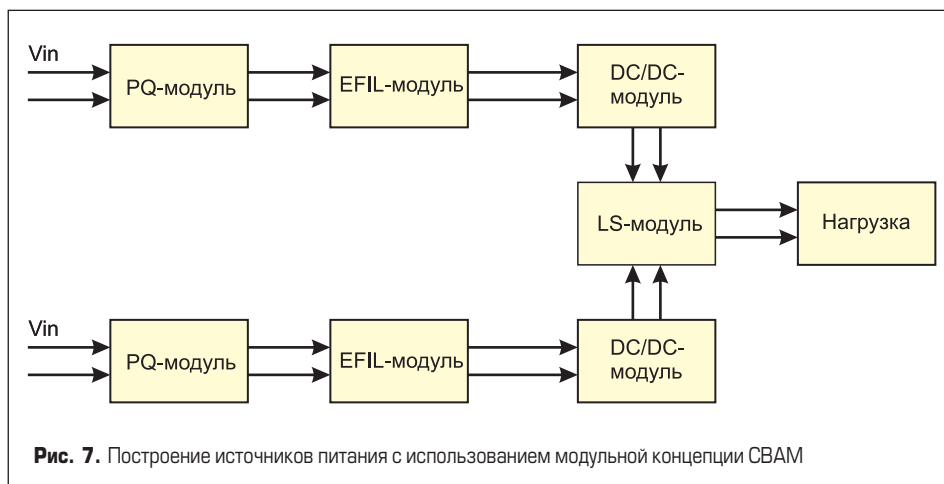 Vin
PQ-модуль
EFIL-модуль
DC/DC-
модуль
LS-модуль
Нагрузка
Vin
PQ-модуль
EFIL-модуль
DC/DC-
модуль
Рис. 7. Построение источников питания с использованием модульной концепции CBAM